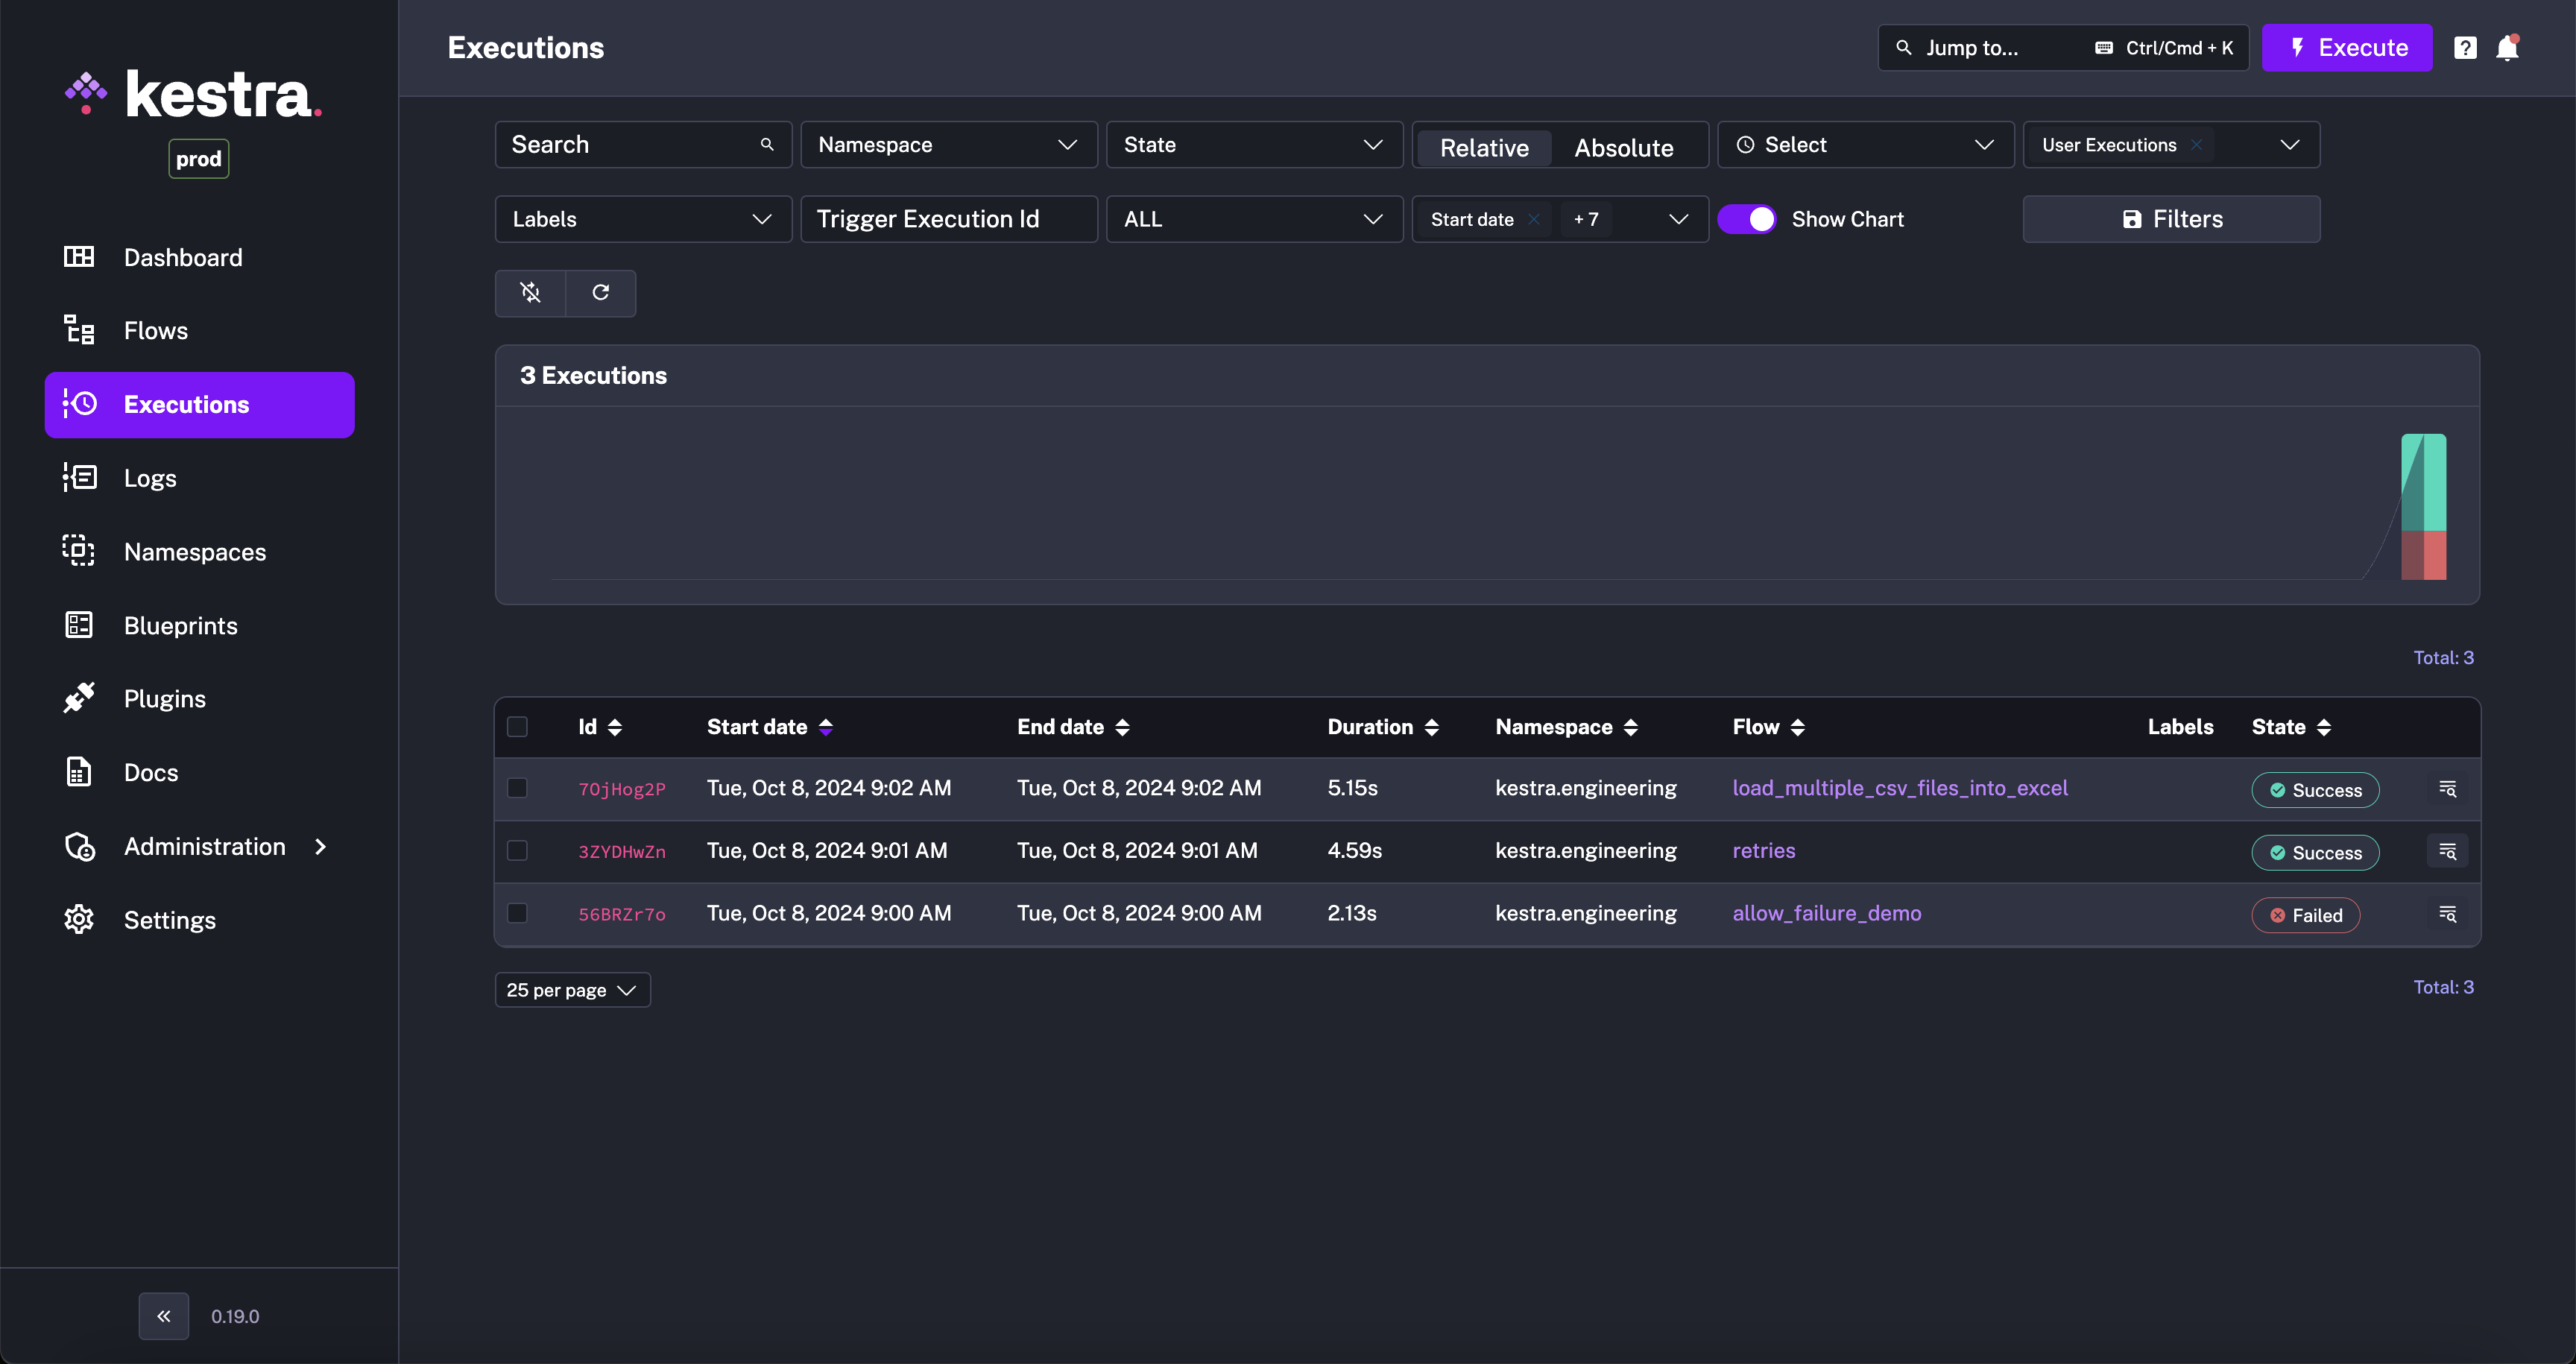 kestra.
prod
Dashboard
Flows
Executions
Logs
Namespaces
Blueprints
Plugins
Docs
Administration
Settings
0.19.0
Executions
Jump to...
Ctrl/Cmd + K
Execute
Search
Namespace
State
Relative
Absolute
Select
User Executions
Labels
Trigger Execution Id
ALL
Start date
+ 7
Show Chart
Filters
3 Executions
Total: 3
Id Start date End date Duration Namespace Flow Labels State
7OjHog2P Tue, Oct 8, 2024 9:02 AM Tue, Oct 8, 2024 9:02 AM 5.15s kestra.engineering load_multiple_csv_files_into_excel Success
3ZYDHwZn Tue, Oct 8, 2024 9:01 AM Tue, Oct 8, 2024 9:01 AM 4.59s kestra.engineering retries Success
56BRZr7o Tue, Oct 8, 2024 9:00 AM Tue, Oct 8, 2024 9:00 AM 2.13s kestra.engineering allow_failure_demo Failed
25 per page
Total: 3